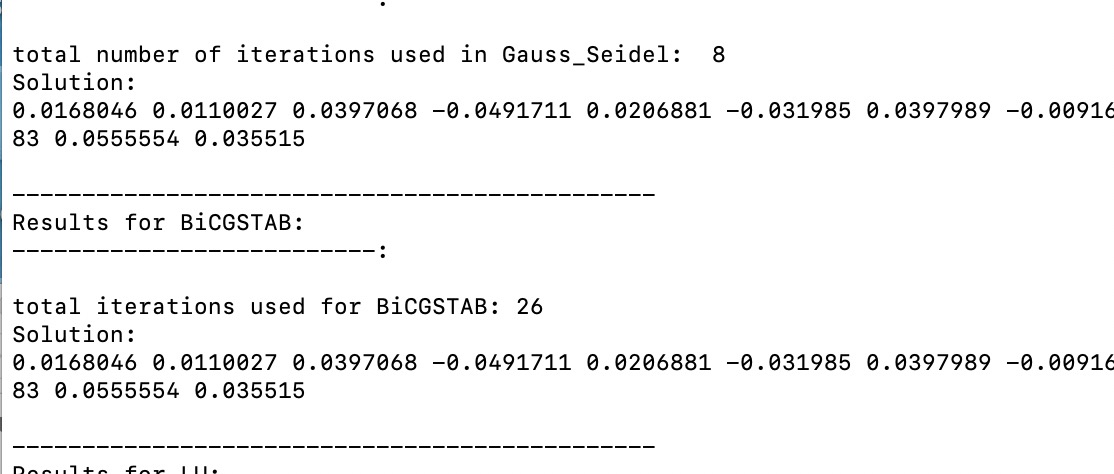 total number of iterations used in Gauss_Seidel:  8
Solution:
0.0168046 0.0110027 0.0397068 -0.0491711 0.0206881 -0.031985 0.0397989 -0.00916
83 0.0555554 0.035515
-----------------------------------------------
Results for BiCGSTAB:
--------------------------:
total iterations used for BiCGSTAB: 26
Solution:
0.0168046 0.0110027 0.0397068 -0.0491711 0.0206881 -0.031985 0.0397989 -0.00916
83 0.0555554 0.035515
-----------------------------------------------
Results for LU: